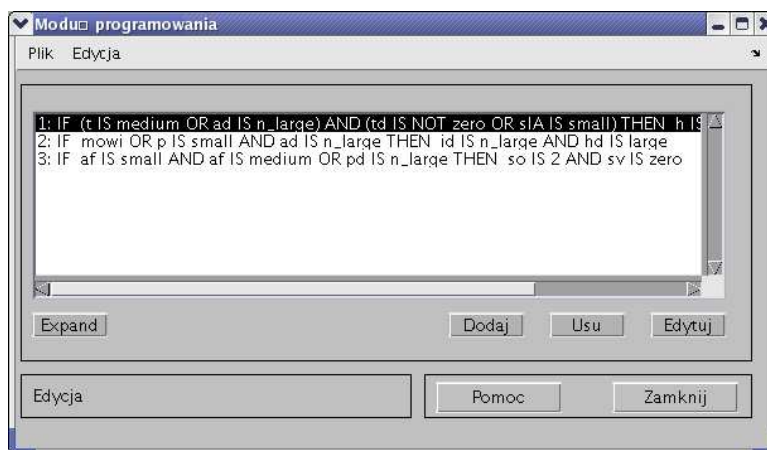 Modu□ programowania
Plik Edycja
1: IF (t IS medium OR ad IS n_large) AND (td IS NOT zero OR slA IS small) THEN h IS
2: IF mowi OR p IS small AND ad IS n_large THEN id IS n_large AND hd IS large
3: IF af IS small AND af IS medium OR pd IS n_large THEN so IS 2 AND sv IS zero
Expand Dodaj Usu Edytuj
Edycja Pomoc Zamknij